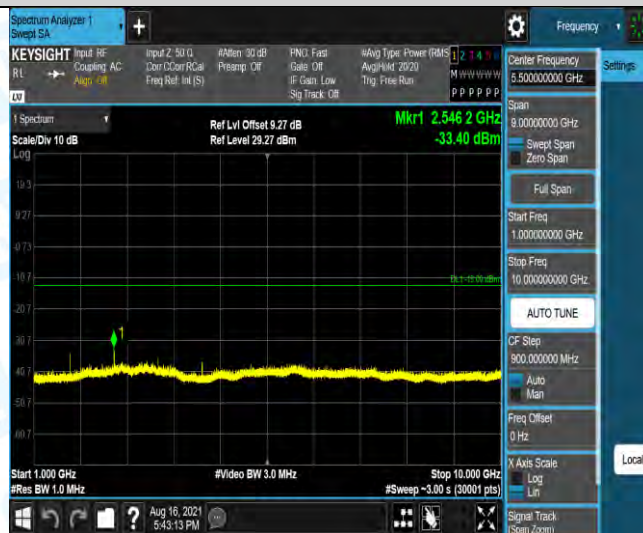 Spectrum Analyzer 1
Swept SA
Frequency
KEYSIGHT
RL
Input: RF
Coupling: AC
Align: Off
Input Z: 50 Ω
Corr CCorr RCal
Freq Ref: Int (S)
#Atten: 30 dB
Preamp: Off
PNO: Fast
Gate: Off
IF Gain: Low
Sig Track: Off
#Avg Type: Power (RMS
Avg|Hold: 20/20
Trig: Free Run
1 2 3 4 5 6
M W W W W W
P P P P P P
LXI
1 Spectrum
Scale/Div 10 dB
Log
Ref Lvl Offset 9.27 dB
Ref Level 29.27 dBm
Mkr1 2.546 2 GHz
-33.40 dBm
19.3
9.27
-0.73
-10.7
-20.7
-30.7
-40.7
-50.7
-60.7
DL1 -13.00 dBm
1
Start 1.000 GHz
#Res BW 1.0 MHz
#Video BW 3.0 MHz
Stop 10.000 GHz
#Sweep ~3.00 s (30001 pts)
Aug 16, 2021
5:43:13 PM
Center Frequency
5.500000000 GHz
Settings
Span
9.00000000 GHz
Swept Span
Zero Span
Full Span
Start Freq
1.000000000 GHz
Stop Freq
10.000000000 GHz
AUTO TUNE
CF Step
900.000000 MHz
Auto
Man
Freq Offset
0 Hz
X Axis Scale
Log
Lin
Local
Signal Track
(Span Zoom)